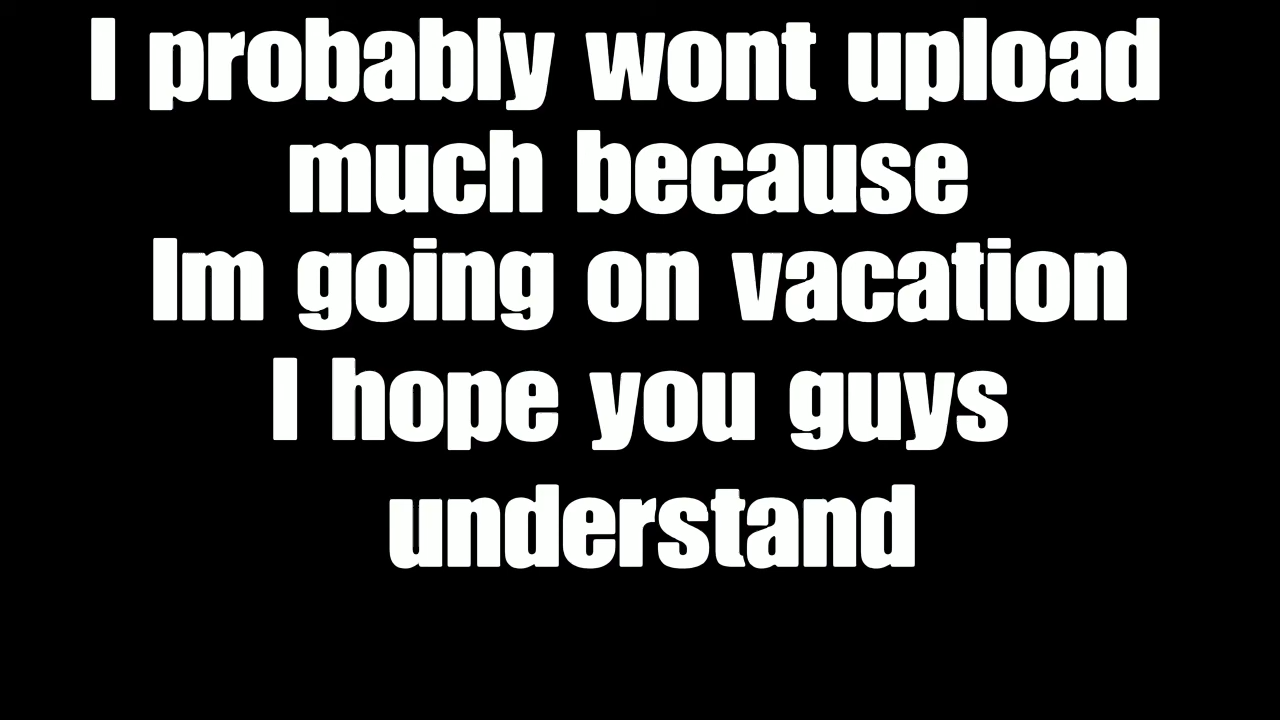 I probably wont upload
much because
Im going on vacation
I hope you guys
understand